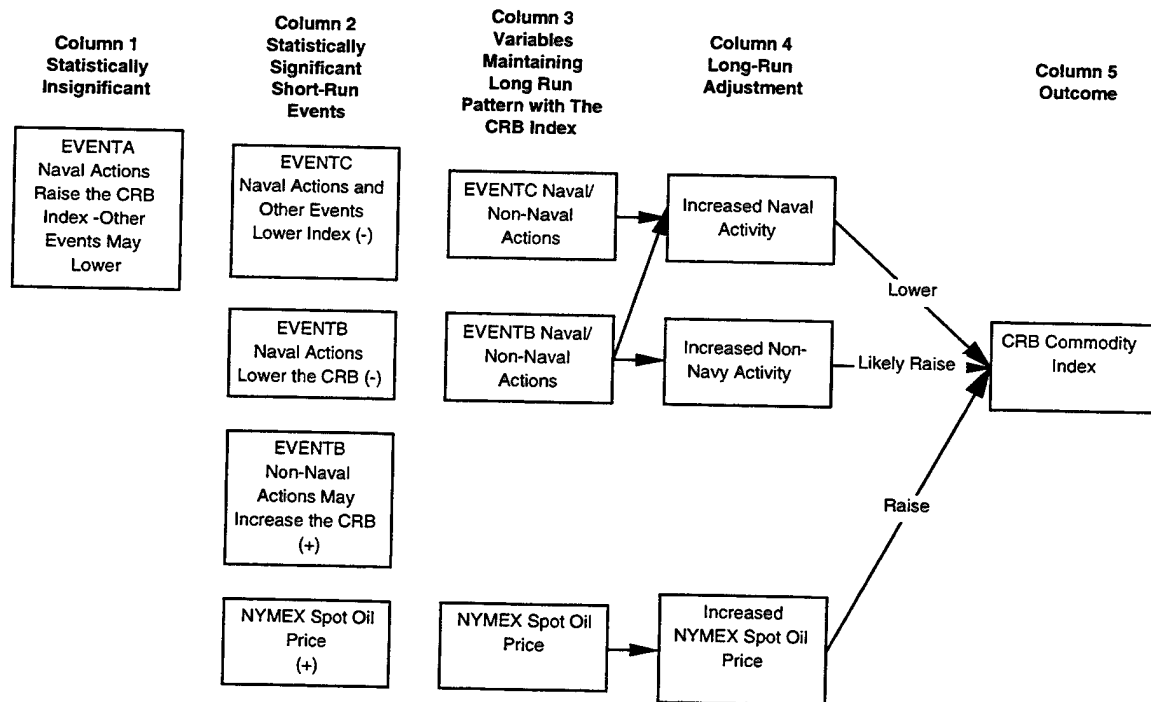 Column 1
Statistically
Insignificant
Column 2
Statistically
Significant
Short-Run
Events
Column 3
Variables
Maintaining
Long Run
Pattern with The
CRB Index
Column 4
Long-Run
Adjustment
Column 5
Outcome
EVENTA
Naval Actions
Raise the CRB
Index -Other
Events May
Lower
EVENTC
Naval Actions and
Other Events
Lower Index (-)
EVENTB
Naval Actions
Lower the CRB (-)
EVENTB
Non-Naval
Actions May
Increase the CRB
(+)
NYMEX Spot Oil
Price
(+)
EVENTC Naval/
Non-Naval
Actions
EVENTB Naval/
Non-Naval
Actions
NYMEX Spot Oil
Price
Increased Naval
Activity
Increased Non-
Navy Activity
Increased
NYMEX Spot Oil
Price
Lower
Likely Raise
Raise
CRB Commodity
Index